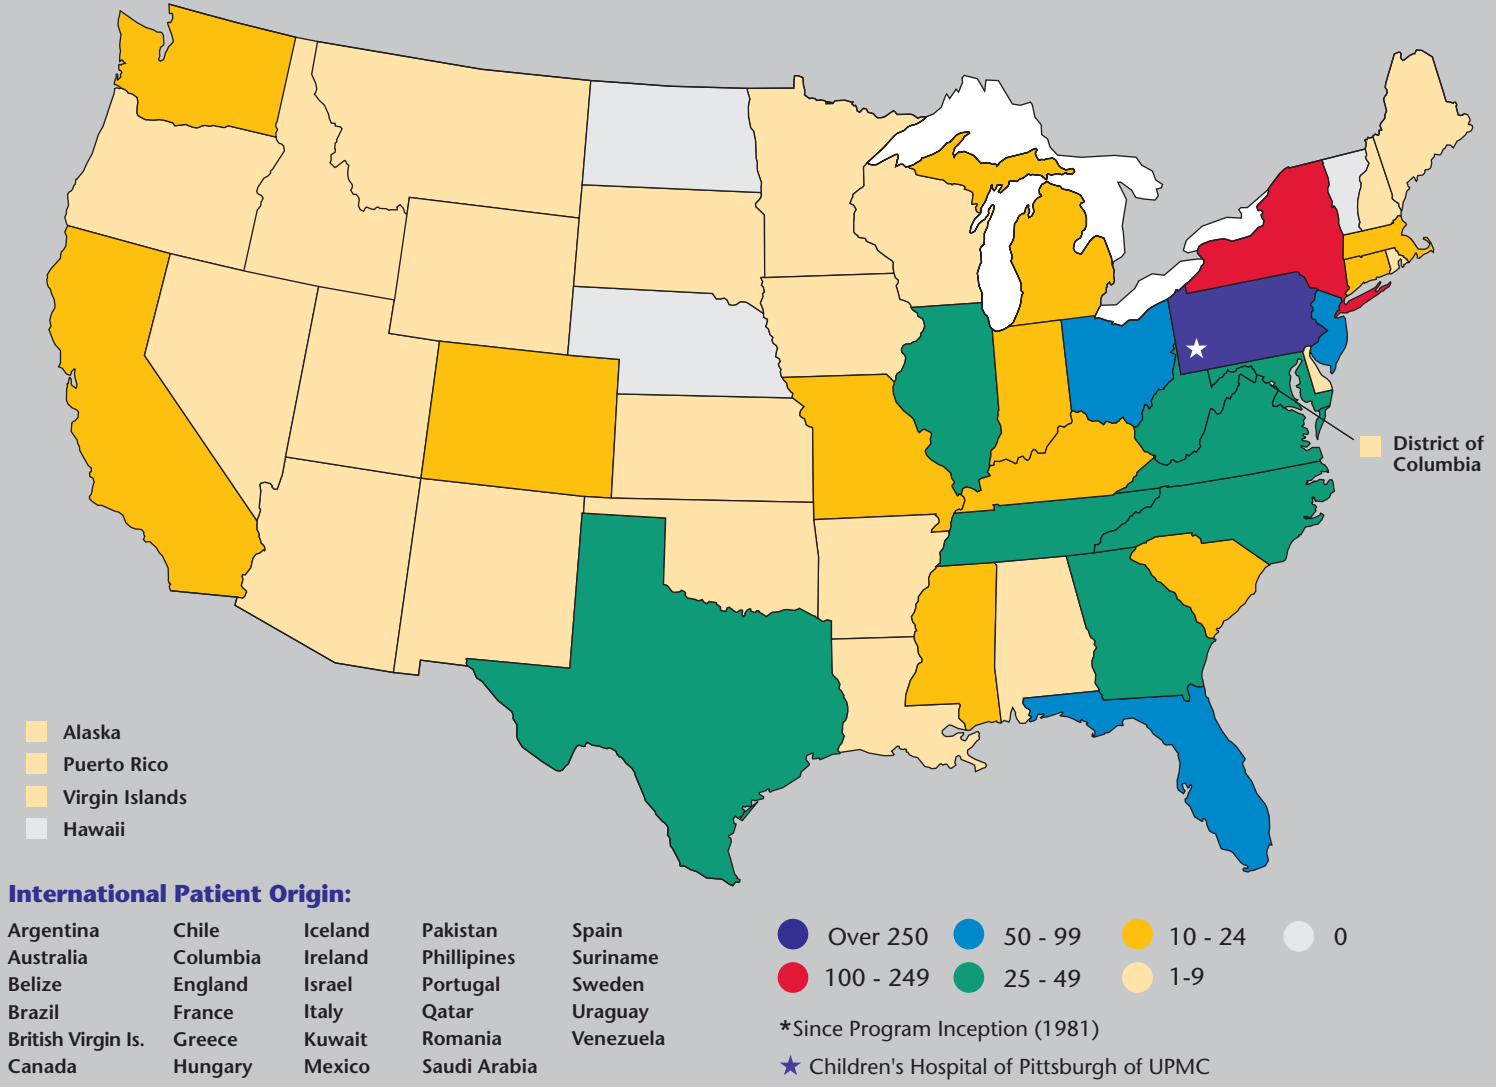 District of
Columbia
Alaska
Puerto Rico
Virgin Islands
Hawaii
International Patient Origin:
Argentina
Australia
Belize
Brazil
British Virgin Is.
Canada
Chile
Columbia
England
France
Greece
Hungary
Iceland
Ireland
Israel
Italy
Kuwait
Mexico
Pakistan
Phillipines
Portugal
Qatar
Romania
Saudi Arabia
Spain
Suriname
Sweden
Uraguay
Venezuela
Over 250
50 - 99
10 - 24
0
100 - 249
25 - 49
1-9
*Since Program Inception (1981)
★ Children's Hospital of Pittsburgh of UPMC